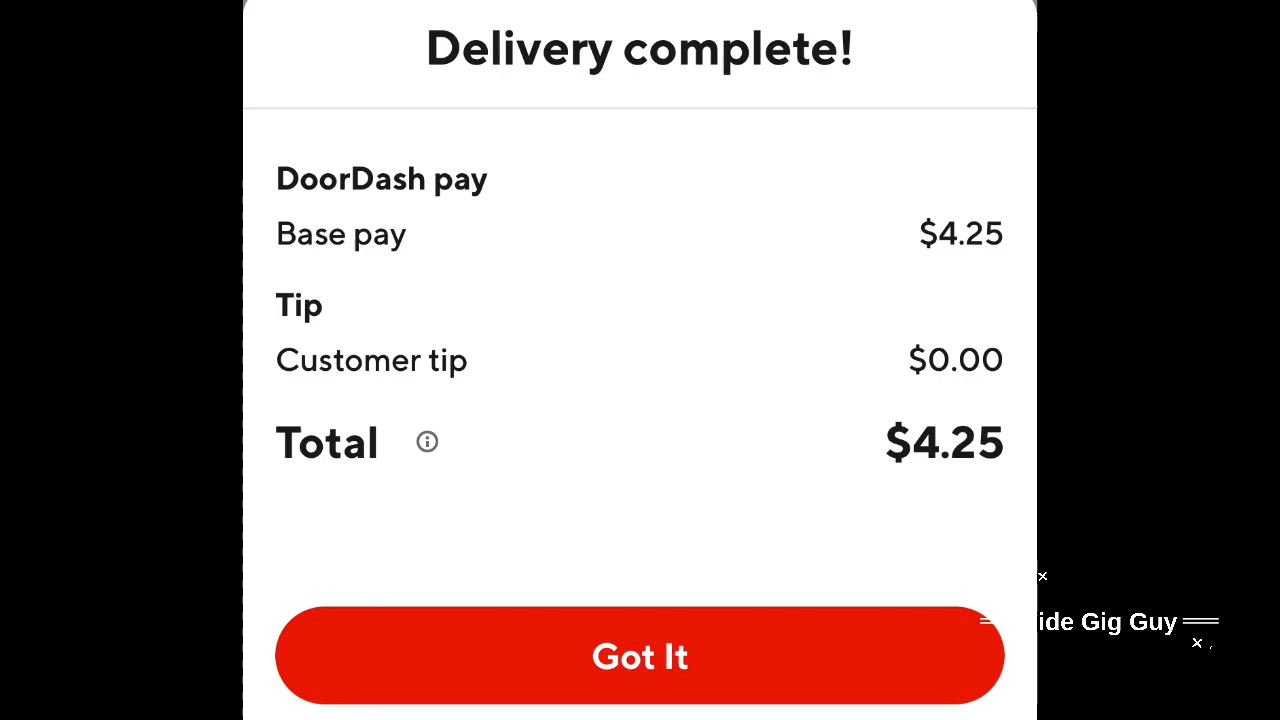 Delivery complete!
DoorDash pay
Base pay $4.25
Tip
Customer tip $0.00
Total $4.25
Got It
ide Gig Guy